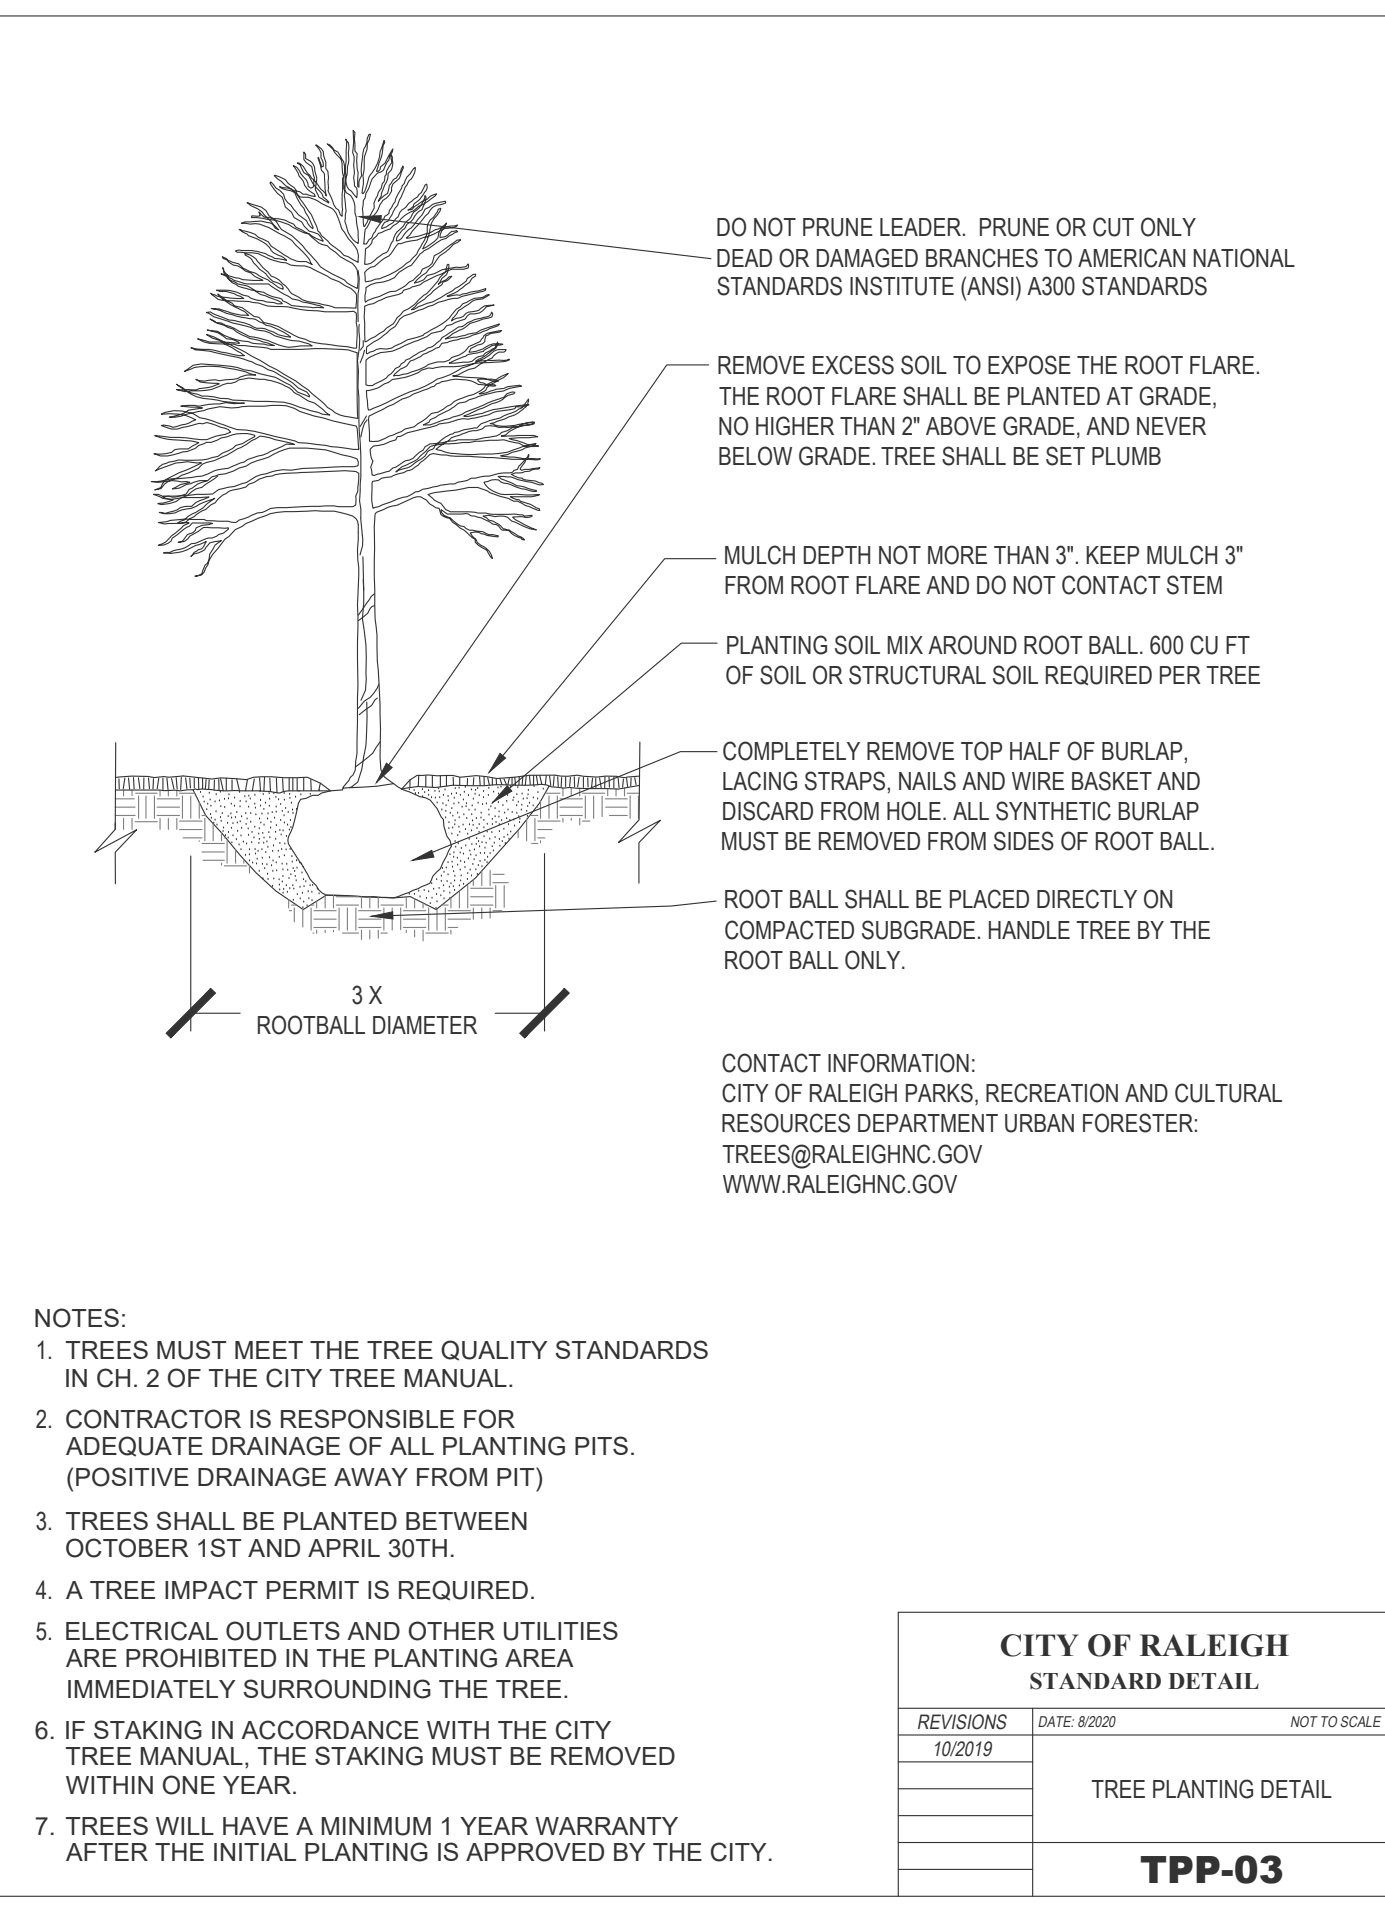 DO NOT PRUNE LEADER. PRUNE OR CUT ONLY
DEAD OR DAMAGED BRANCHES TO AMERICAN NATIONAL
STANDARDS INSTITUTE (ANSI) A300 STANDARDS
REMOVE EXCESS SOIL TO EXPOSE THE ROOT FLARE.
THE ROOT FLARE SHALL BE PLANTED AT GRADE,
NO HIGHER THAN 2" ABOVE GRADE, AND NEVER
BELOW GRADE. TREE SHALL BE SET PLUMB
MULCH DEPTH NOT MORE THAN 3". KEEP MULCH 3"
FROM ROOT FLARE AND DO NOT CONTACT STEM
PLANTING SOIL MIX AROUND ROOT BALL. 600 CU FT
OF SOIL OR STRUCTURAL SOIL REQUIRED PER TREE
COMPLETELY REMOVE TOP HALF OF BURLAP,
LACING STRAPS, NAILS AND WIRE BASKET AND
DISCARD FROM HOLE. ALL SYNTHETIC BURLAP
MUST BE REMOVED FROM SIDES OF ROOT BALL.
ROOT BALL SHALL BE PLACED DIRECTLY ON
COMPACTED SUBGRADE. HANDLE TREE BY THE
ROOT BALL ONLY.
3 X
ROOTBALL DIAMETER
CONTACT INFORMATION:
CITY OF RALEIGH PARKS, RECREATION AND CULTURAL
RESOURCES DEPARTMENT URBAN FORESTER:
TREES@RALEIGHNC.GOV
WWW.RALEIGHNC.GOV
NOTES:
1. TREES MUST MEET THE TREE QUALITY STANDARDS
IN CH. 2 OF THE CITY TREE MANUAL.
2. CONTRACTOR IS RESPONSIBLE FOR
ADEQUATE DRAINAGE OF ALL PLANTING PITS.
(POSITIVE DRAINAGE AWAY FROM PIT)
3. TREES SHALL BE PLANTED BETWEEN
OCTOBER 1ST AND APRIL 30TH.
4. A TREE IMPACT PERMIT IS REQUIRED.
5. ELECTRICAL OUTLETS AND OTHER UTILITIES
ARE PROHIBITED IN THE PLANTING AREA
IMMEDIATELY SURROUNDING THE TREE.
6. IF STAKING IN ACCORDANCE WITH THE CITY
TREE MANUAL, THE STAKING MUST BE REMOVED
WITHIN ONE YEAR.
7. TREES WILL HAVE A MINIMUM 1 YEAR WARRANTY
AFTER THE INITIAL PLANTING IS APPROVED BY THE CITY.
CITY OF RALEIGH
STANDARD DETAIL
REVISIONS
DATE: 8/2020
NOT TO SCALE
10/2019
TREE PLANTING DETAIL
TPP-03